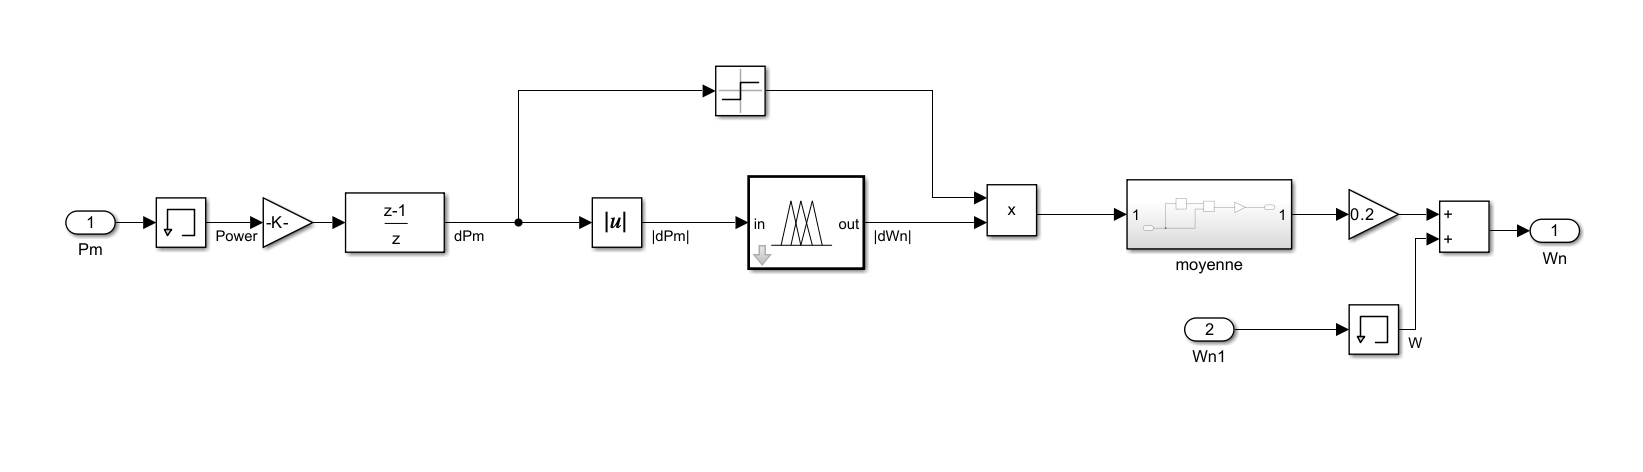 1
Pm
Power
-K-
z-1
z
dPm
|u|
|dPm|
in
out
|dWn|
x
1
1
moyenne
0.2
+
+
1
Wn
2
Wn1
W